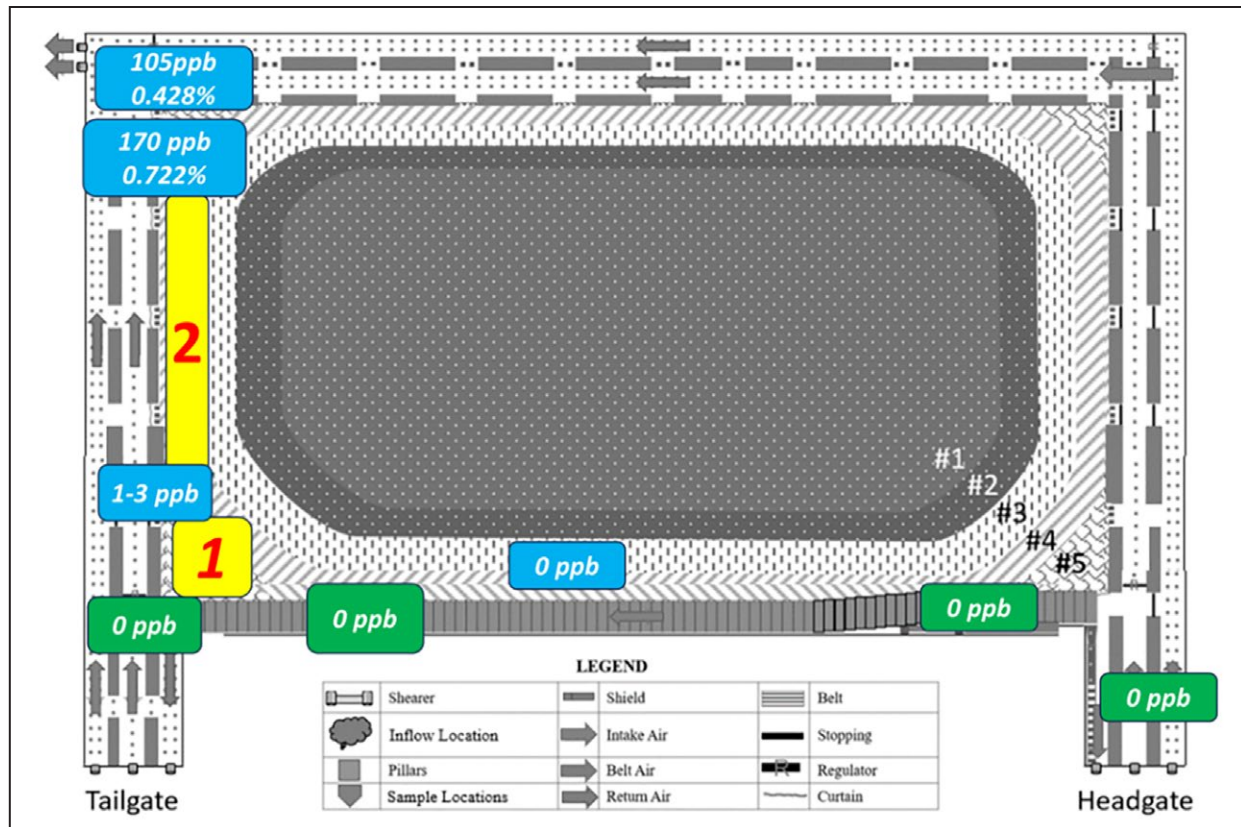 105ppb
0.428%
170 ppb
0.722%
2
#1
#2
#3
1-3 ppb
#4
1
0 ppb
#5
0 ppb
0 ppb
0 ppb
LEGEND
0 ppb
Shearer
Shield
Belt
Inflow Location
Intake Air
Stopping
Pillars
Belt Air
R
Regulator
Sample Locations
Return Air
Curtain
Tailgate
Headgate